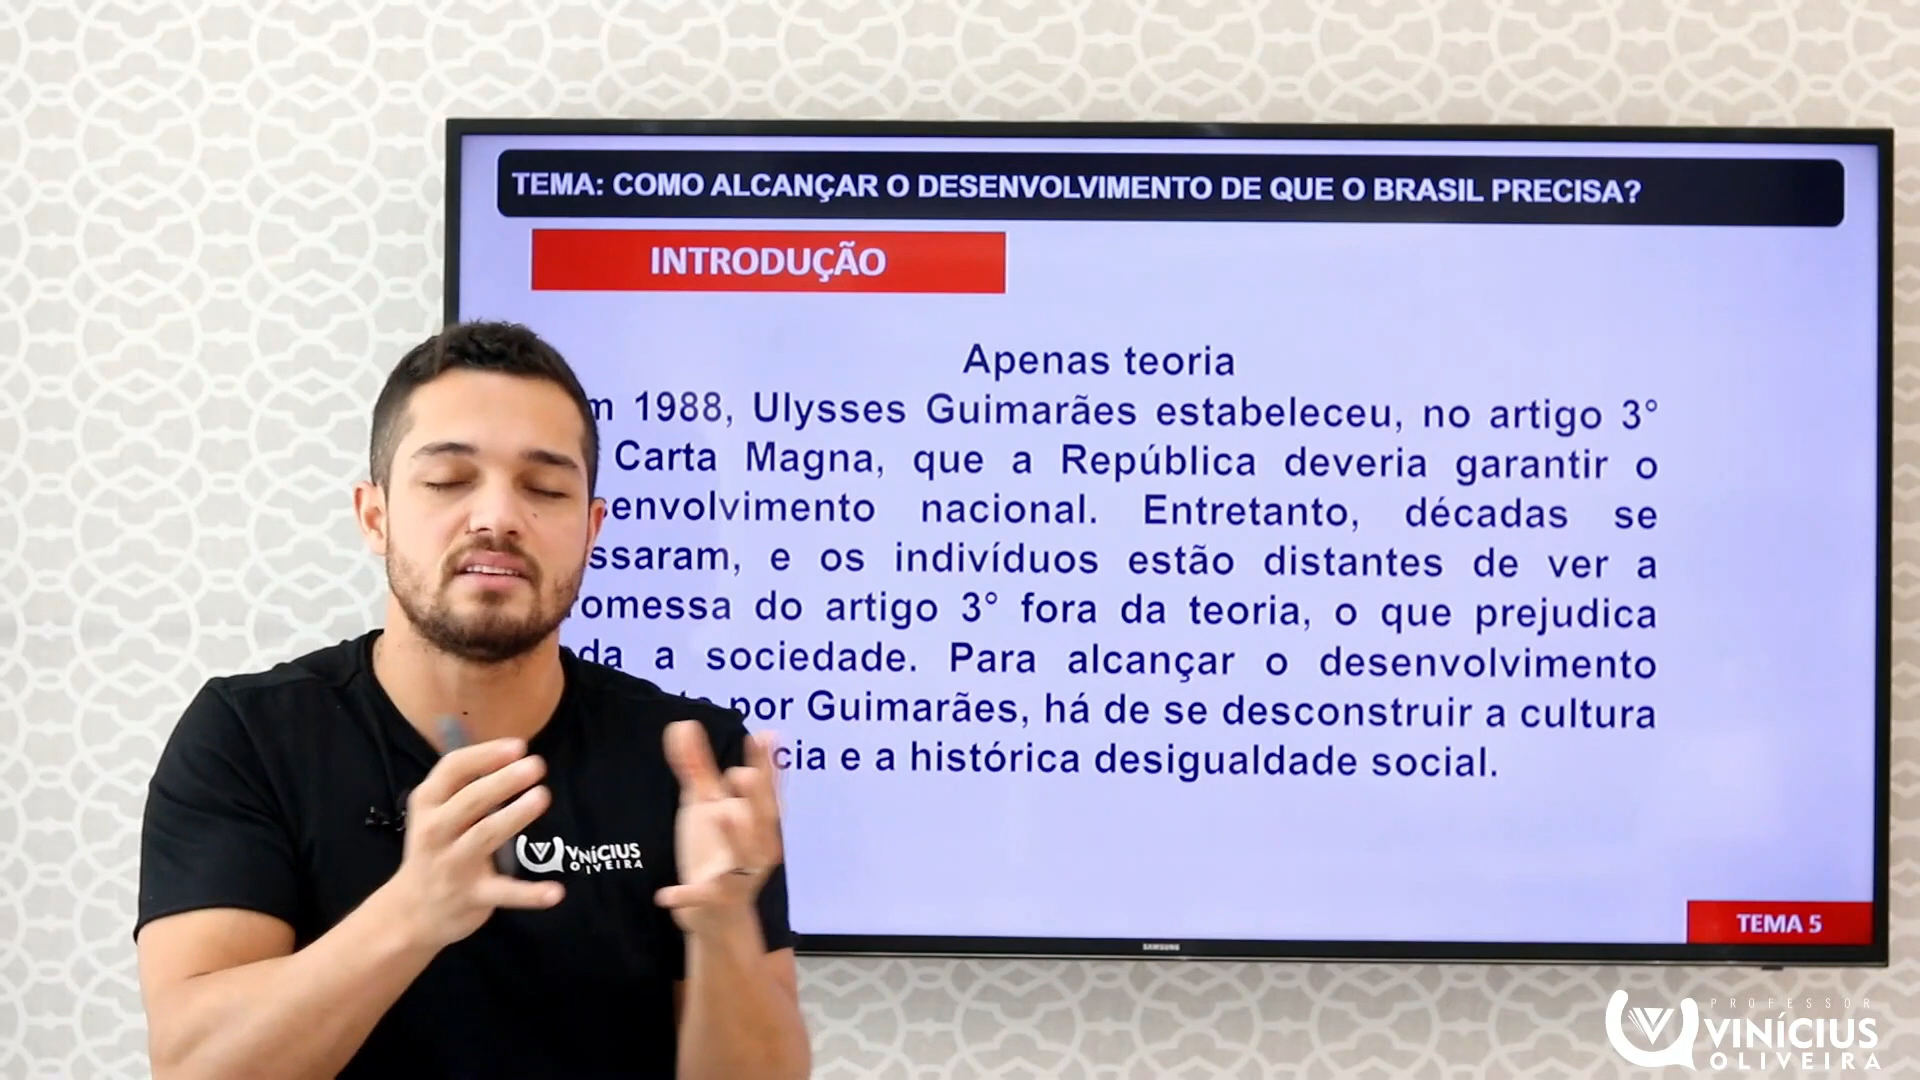 TEMA: COMO ALCANÇAR O DESENVOLVIMENTO DE QUE O BRASIL PRECISA?
INTRODUÇÃO
Apenas teoria
m 1988, Ulysses Guimarães estabeleceu, no artigo 3°
Carta Magna, que a República deveria garantir o
senvolvimento nacional. Entretanto, décadas se
ssaram, e os indivíduos estão distantes de ver a
romessa do artigo 3° fora da teoria, o que prejudica
da a sociedade. Para alcançar o desenvolvimento
por Guimarães, há de se desconstruir a cultura
cia e a histórica desigualdade social.
TEMA 5
SAMSUNG
VINÍCIUS
OLIVEIRA
PROFESSOR
VINÍCIUS
OLIVEIRA